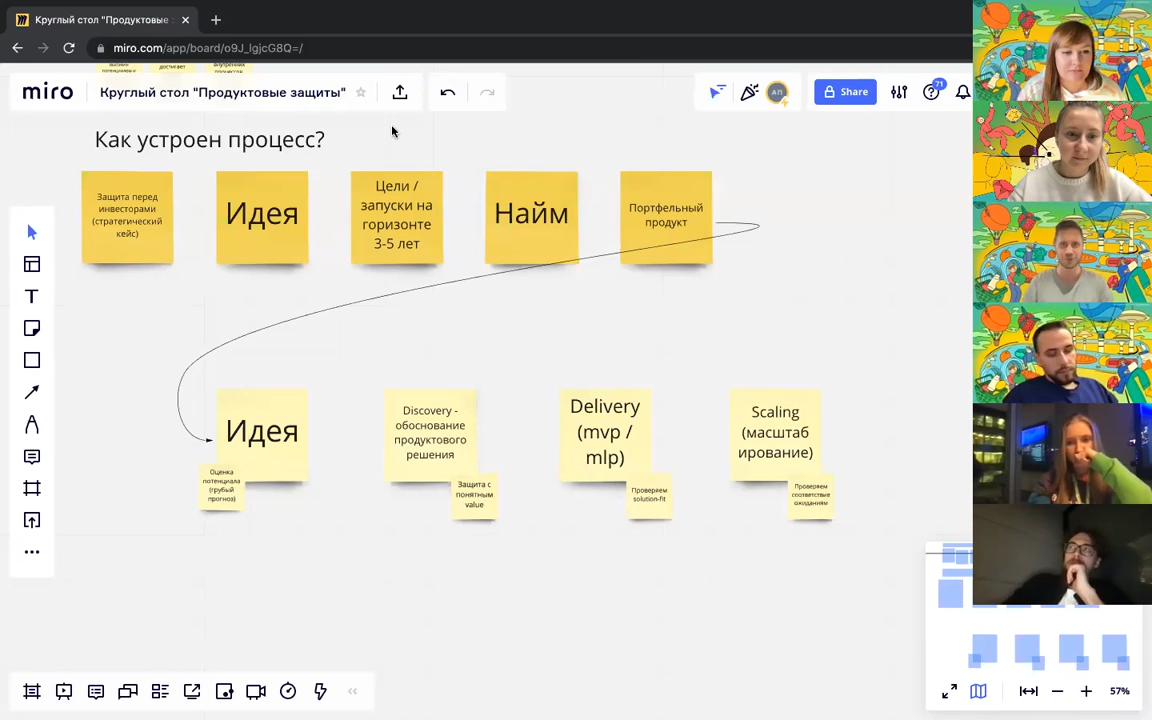 Круглый стол "Продуктовые
miro.com/app/board/o9J_lgjcG8Q=/
достигает
miro
Круглый стол "Продуктовые защиты"
АП
Share
71
Как устроен процесс?
Защита перед
инвесторами
(стратегический
кейс)
Идея
Цели /
запуски на
горизонте
3-5 лет
Найм
Портфельный
продукт
Идея
Оценка
потенциала
(грубый
прогноз)
Discovery -
обоснование
продуктового
решения
Защита с
понятным
value
Delivery
(mvp /
mlp)
Проверяем
solution-fit
Scaling
(масштаб
ирование)
Проверяем
соответствие
ожиданиям
57%